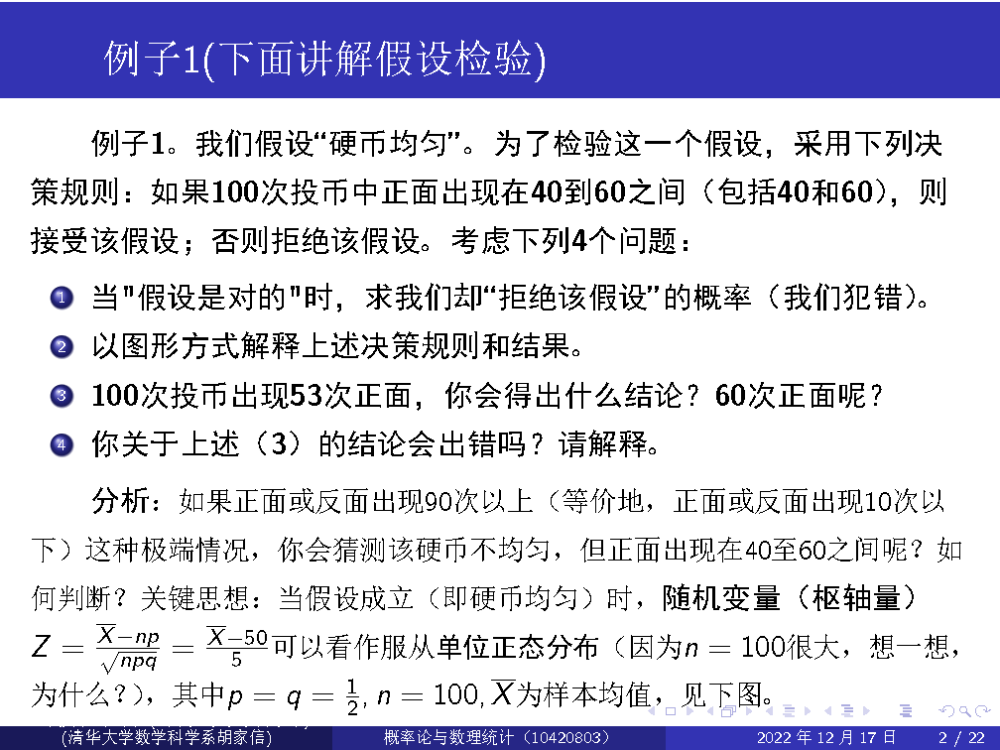 例子1(下面讲解假设检验)
例子1。我们假设“硬币均匀”。为了检验这一个假设，采用下列决
策规则：如果100次投币中正面出现在40到60之间（包括40和60），则
接受该假设；否则拒绝该假设。考虑下列4个问题：
1 当"假设是对的"时，求我们却“拒绝该假设”的概率（我们犯错）。
2 以图形方式解释上述决策规则和结果。
3 100次投币出现53次正面，你会得出什么结论？60次正面呢？
4 你关于上述（3）的结论会出错吗？请解释。
分析：如果正面或反面出现90次以上（等价地，正面或反面出现10次以
下）这种极端情况，你会猜测该硬币不均匀，但正面出现在40至60之间呢？如
何判断？关键思想：当假设成立（即硬币均匀）时，随机变量（枢轴量）
Z = \frac{\overline{X}-np}{\sqrt{npq}} = \frac{\overline{X}-50}{5}可以看作服从单位正态分布（因为n = 100很大，想一想，
为什么？），其中p = q = \frac{1}{2}, n = 100, \overline{X}为样本均值，见下图。
(清华大学数学科学系胡家信) 概率论与数理统计（10420803） 2022 年 12 月 17 日 2 / 22